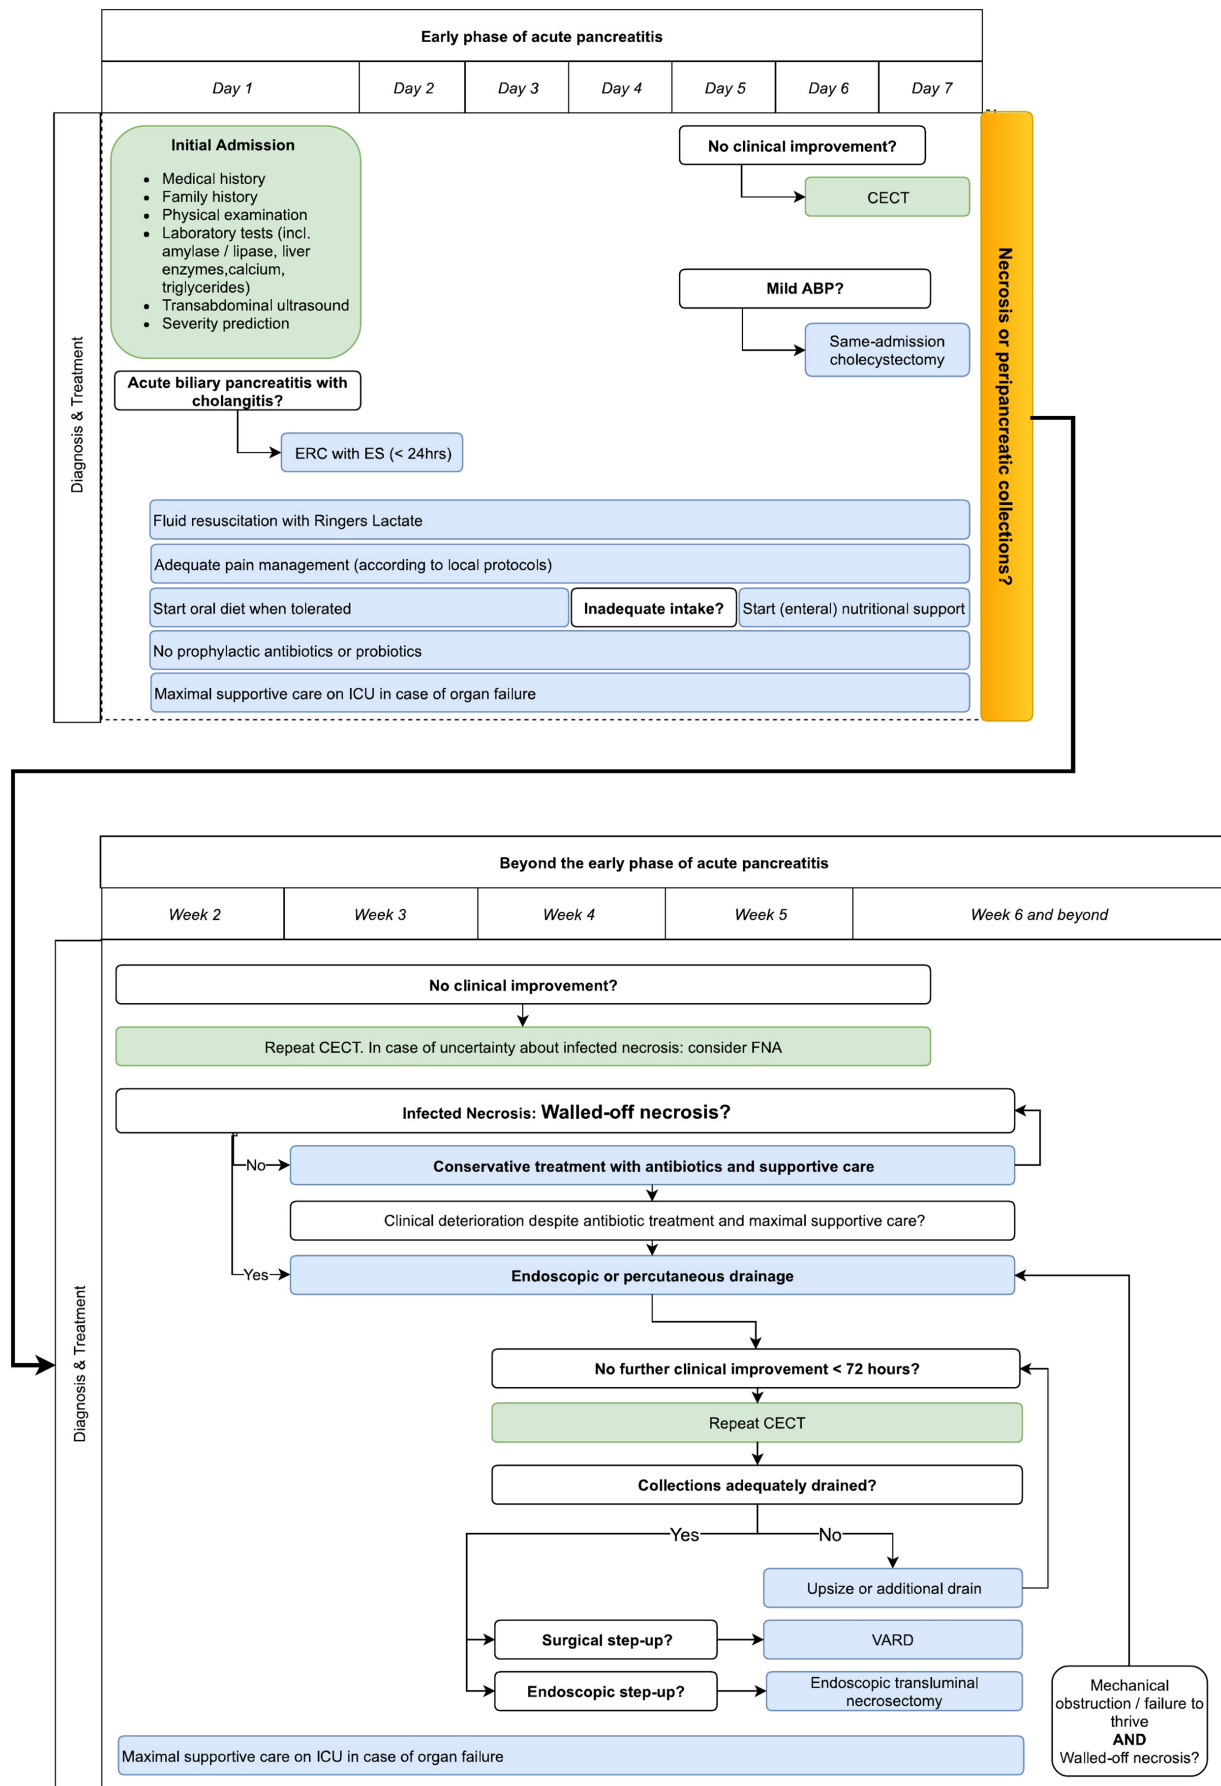 Early phase of acute pancreatitis
Day 1
Day 2
Day 3
Day 4
Day 5
Day 6
Day 7
Diagnosis & Treatment
Initial Admission
• Medical history
• Family history
• Physical examination
• Laboratory tests (incl.
amylase / lipase, liver
enzymes,calcium,
triglycerides)
• Transabdominal ultrasound
• Severity prediction
No clinical improvement?
CECT
Mild ABP?
Same-admission
cholecystectomy
Acute biliary pancreatitis with
cholangitis?
ERC with ES (< 24hrs)
Fluid resuscitation with Ringers Lactate
Adequate pain management (according to local protocols)
Start oral diet when tolerated
Inadequate intake?
Start (enteral) nutritional support
No prophylactic antibiotics or probiotics
Maximal supportive care on ICU in case of organ failure
Necrosis or peripancreatic collections?
Beyond the early phase of acute pancreatitis
Week 2
Week 3
Week 4
Week 5
Week 6 and beyond
Diagnosis & Treatment
No clinical improvement?
Repeat CECT. In case of uncertainty about infected necrosis: consider FNA
Infected Necrosis: Walled-off necrosis?
No
Conservative treatment with antibiotics and supportive care
Clinical deterioration despite antibiotic treatment and maximal supportive care?
Yes
Endoscopic or percutaneous drainage
No further clinical improvement < 72 hours?
Repeat CECT
Collections adequately drained?
Yes
No
Upsize or additional drain
Surgical step-up?
VARD
Endoscopic step-up?
Endoscopic transluminal
necrosectomy
Mechanical
obstruction / failure to
thrive
AND
Walled-off necrosis?
Maximal supportive care on ICU in case of organ failure